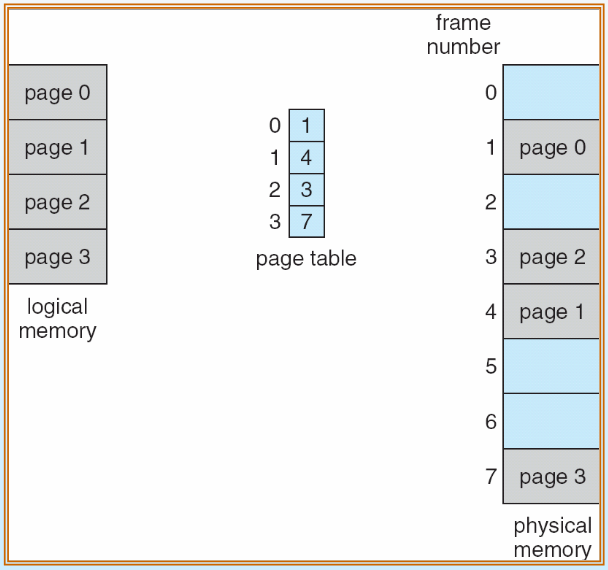 frame
number
page 0
page 1
page 2
page 3
logical
memory
0 1
1 4
2 3
3 7
page table
0
1 page 0
2
3 page 2
4 page 1
5
6
7 page 3
physical
memory